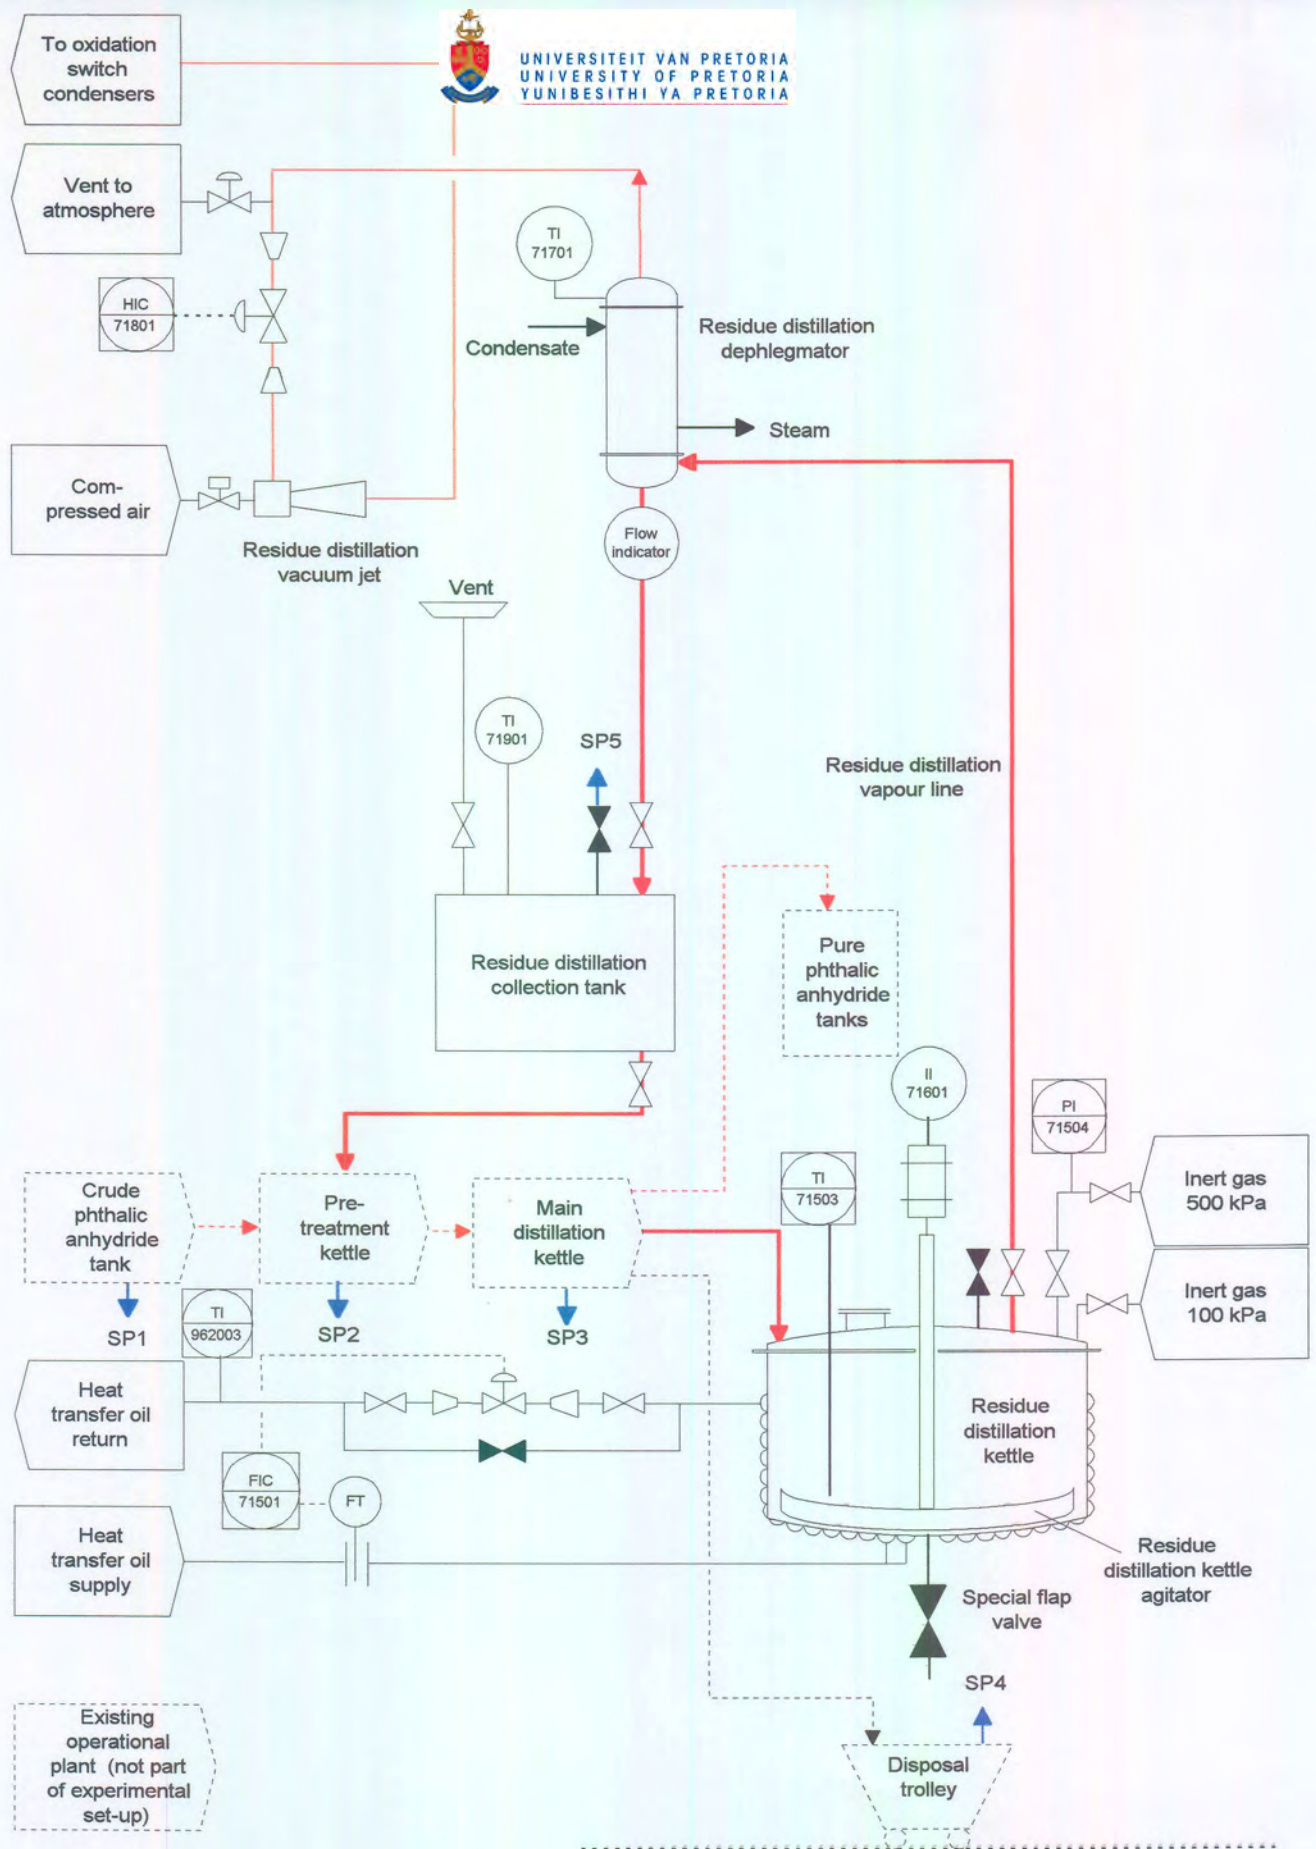 To oxidation
switch
condensers
UNIVERSITEIT VAN PRETORIA
UNIVERSITY OF PRETORIA
YUNIBESITHI YA PRETORIA
Vent to
atmosphere
TI
71701
HIC
71801
Condensate
Residue distillation
dephlegmator
Steam
Com-
pressed air
Residue distillation
vacuum jet
Flow
indicator
Vent
TI
71901
SP5
Residue distillation
vapour line
Residue distillation
collection tank
Pure
phthalic
anhydride
tanks
II
71601
PI
71504
TI
71503
Inert gas
500 kPa
Inert gas
100 kPa
Crude
phthalic
anhydride
tank
Pre-
treatment
kettle
Main
distillation
kettle
SP1
SP2
SP3
TI
962003
Heat
transfer oil
return
Residue
distillation
kettle
FIC
71501
FT
Heat
transfer oil
supply
Residue
distillation kettle
agitator
Special flap
valve
SP4
Existing
operational
plant (not part
of experimental
set-up)
Disposal
trolley